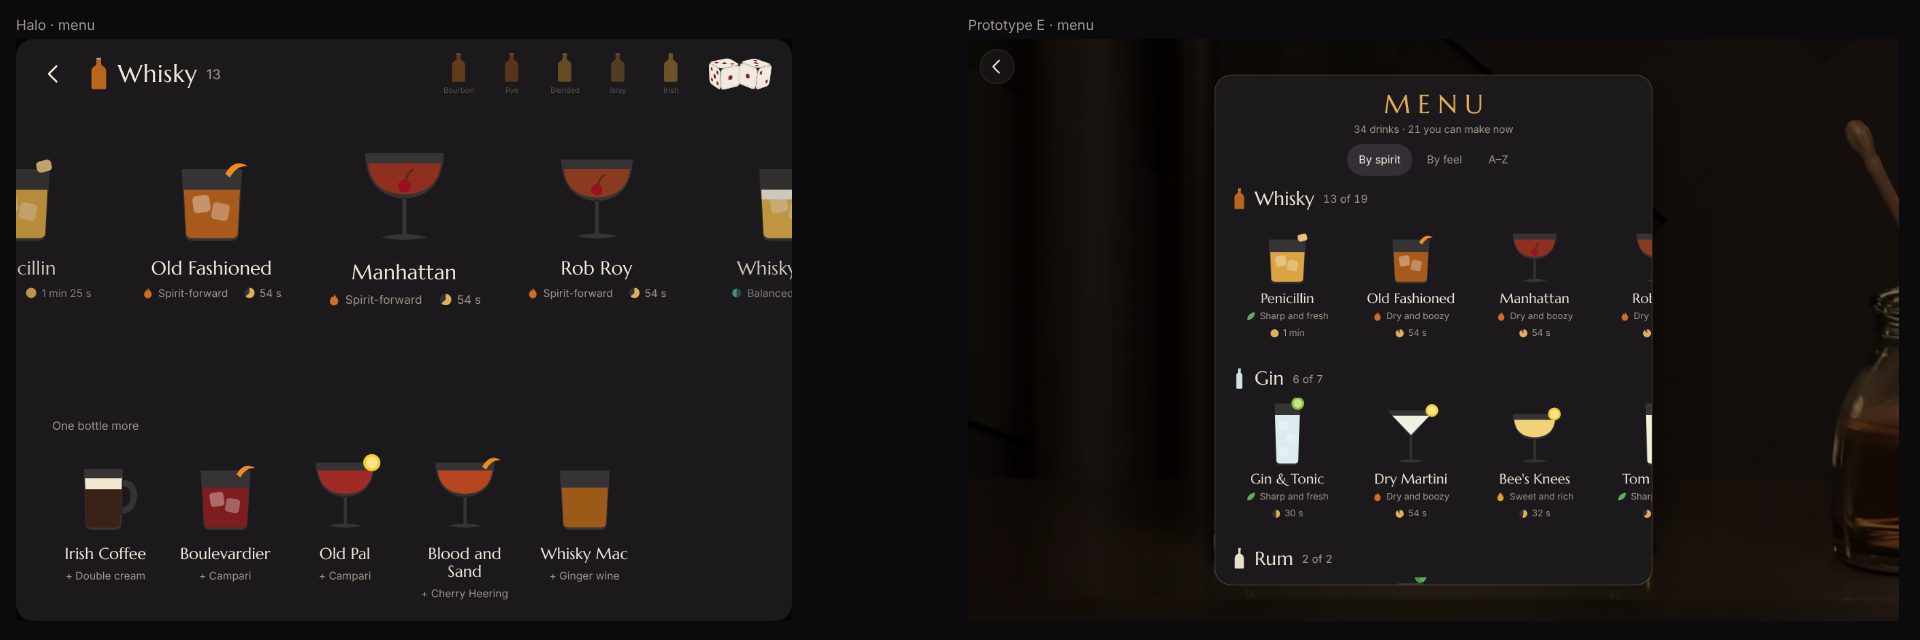 Halo · menu
Whisky 13
Bourbon
Rye
Blended
Islay
Irish
cillin
Old Fashioned
Manhattan
Rob Roy
Whisky
1 min 25 s
Spirit-forward
54 s
Spirit-forward
54 s
Spirit-forward
54 s
Balanced
One bottle more
Irish Coffee
Boulevardier
Old Pal
Blood and
Sand
Whisky Mac
+ Double cream
+ Campari
+ Campari
+ Cherry Heering
+ Ginger wine
Prototype E · menu
MENU
34 drinks · 21 you can make now
By spirit
By feel
A–Z
Whisky 13 of 19
Penicillin
Old Fashioned
Manhattan
Rol
Sharp and fresh
Dry and boozy
Dry and boozy
Dry
1 min
54 s
54 s
Gin 6 of 7
Gin & Tonic
Dry Martini
Bee's Knees
Tom
Sharp and fresh
Dry and boozy
Sweet and rich
Sharp
30 s
54 s
32 s
Rum 2 of 2